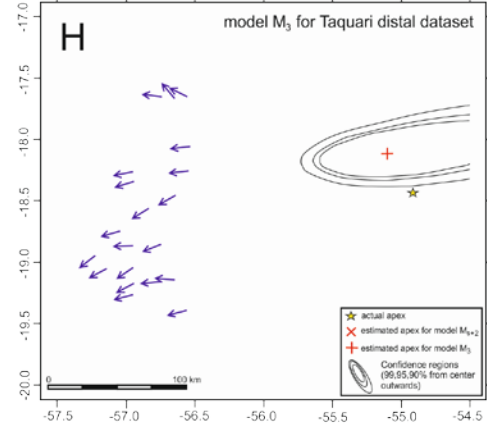 H
model M3 for Taquari distal dataset
-17.0
-17.5
-18.0
-18.5
-19.0
-19.5
-20.0
actual apex
estimated apex for model Ms+2
estimated apex for model M3
Confidence regions
(99,95,90% from center
outwards)
0
100 km
-57.5 -57.0 -56.5 -56.0 -55.5 -55.0 -54.5